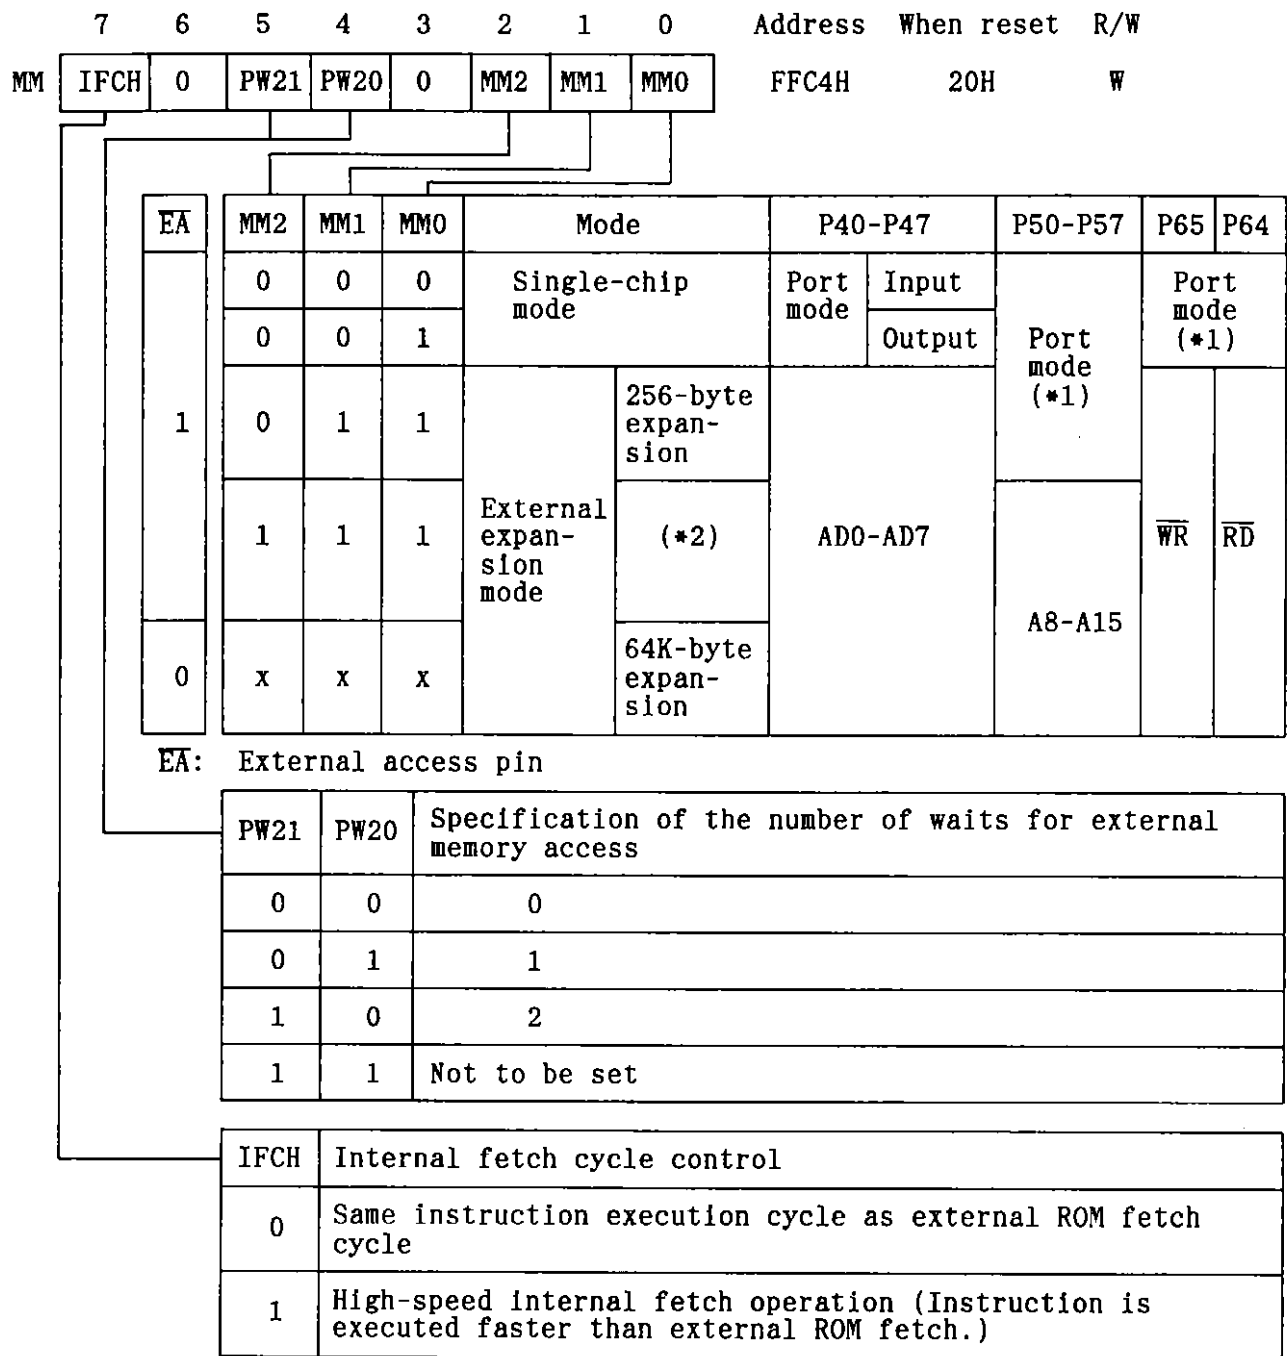 7 6 5 4 3 2 1 0 Address When reset R/W
MM IFCH 0 PW21 PW20 0 MM2 MM1 MM0 FFC4H 20H W
EA MM2 MM1 MM0 Mode P40-P47 P50-P57 P65 P64
0 0 0 Single-chip Port Input Port
mode mode mode
0 0 1 Output Port (*1)
mode
256-byte (*1)
1 0 1 1 expan-
sion
External
1 1 1 expan- (*2) AD0-AD7 WR RD
sion
mode
A8-A15
64K-byte
0 x x x expan-
sion
EA: External access pin
PW21 PW20 Specification of the number of waits for external
memory access
0 0 0
0 1 1
1 0 2
1 1 Not to be set
IFCH Internal fetch cycle control
0 Same instruction execution cycle as external ROM fetch
cycle
1 High-speed internal fetch operation (Instruction is
executed faster than external ROM fetch.)